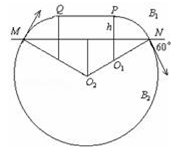 Q P B₁
M h N
60°
O₁
O₂
B₂